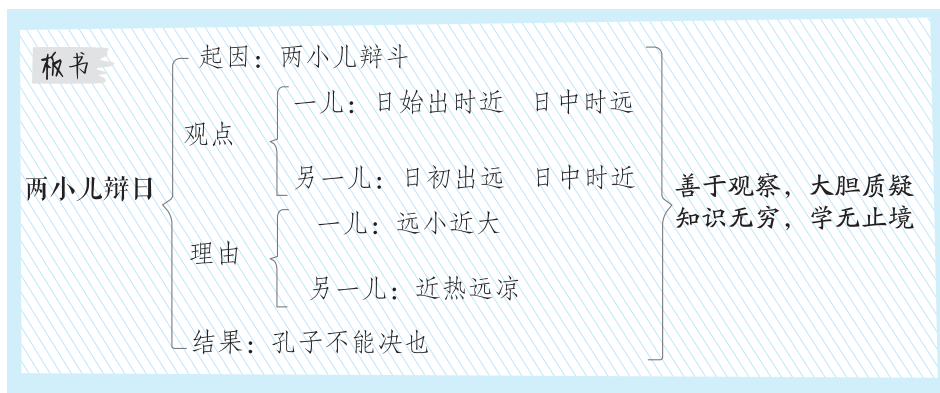 板书
两小儿辩日
起因：两小儿辩斗
观点
一儿：日始出时近 日中时远
另一儿：日初出远 日中时近
理由
一儿：远小近大
另一儿：近热远凉
结果：孔子不能决也
善于观察，大胆质疑
知识无穷，学无止境